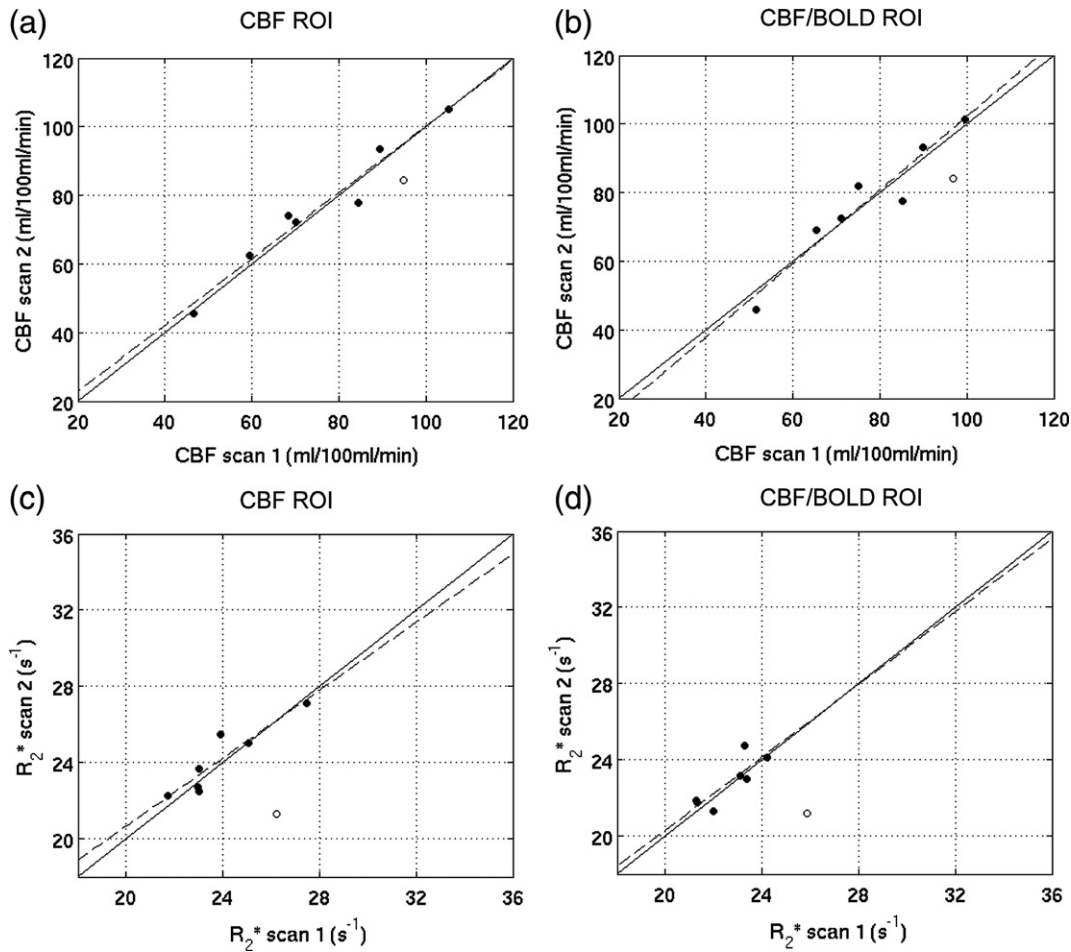 (a)
CBF ROI
120
100
80
60
40
20
20 40 60 80 100 120
CBF scan 2 (ml/100ml/min)
CBF scan 1 (ml/100ml/min)
(b)
CBF/BOLD ROI
120
100
80
60
40
20
20 40 60 80 100 120
CBF scan 2 (ml/100ml/min)
CBF scan 1 (ml/100ml/min)
(c)
CBF ROI
36
32
28
24
20
20 24 28 32 36
R₂* scan 2 (s⁻¹)
R₂* scan 1 (s⁻¹)
(d)
CBF/BOLD ROI
36
32
28
24
20
20 24 28 32 36
R₂* scan 2 (s⁻¹)
R₂* scan 1 (s⁻¹)